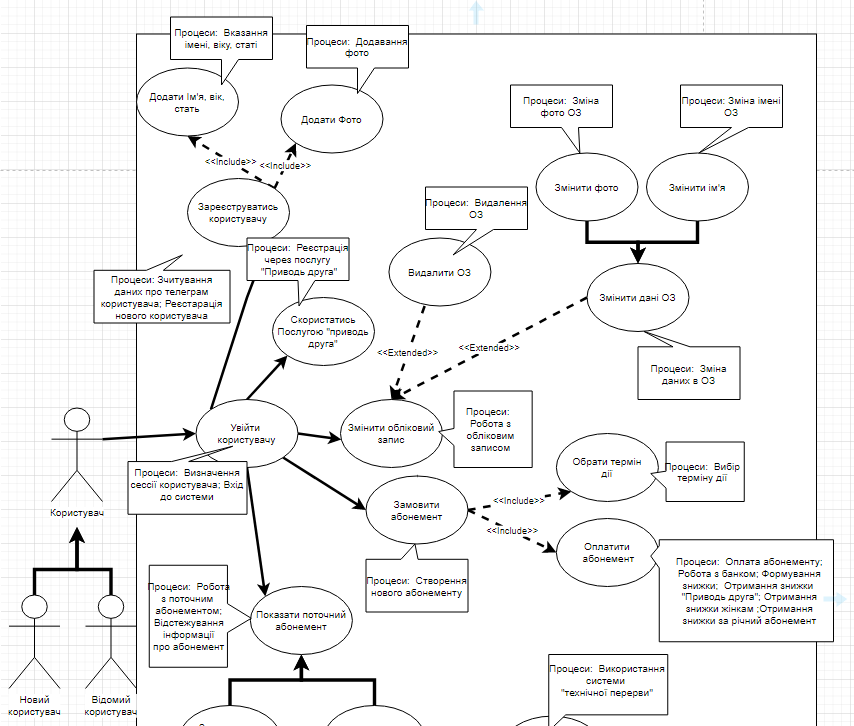 Процеси: Вказання
імені, віку, статі
Процеси: Додавання
фото
Додати Ім'я, вік,
стать
Додати Фото
<<Include>>
<<Include>>
Зареєструватись
користувачу
Процеси: Зміна
фото ОЗ
Процеси: Зміна імені
ОЗ
Змінити фото
Змінити ім'я
Процеси: Видалення
ОЗ
Видалити ОЗ
Змінити дані ОЗ
Процеси: Реєстрація
через послугу
"Приводь друга"
Процеси: Зчитування
даних про телеграм
користувача; Реєстарація
нового користувача
Скористатись
Послугою "приводь
друга"
<<Extended>>
<<Extended>>
Процеси: Зміна
даних в ОЗ
Увійти
користувачу
Змінити обліковий
запис
Процеси:
Робота з
обліковим
записом
Процеси: Визначення
сессії користувача; Вхід
до системи
Користувач
Обрати термін
дії
Процеси: Вибір
терміну дії
Замовити
абонемент
<<Include>>
<<Include>>
Оплатити
абонемент
Процеси: Оплата абонементу;
Робота з банком; Формування
знижки; Отримання знижки
"Приводь друга"; Отримання
знижки жінкам ;Отримання
знижки за річний абонемент
Процеси: Створення
нового абонементу
Процеси: Робота
з поточним
абонементом;
Відстежування
інформації
про абонемент
Показати поточний
абонемент
Новий
користувач
Відомий
користувач
Процеси: Використання
системи
"технічної перерви"